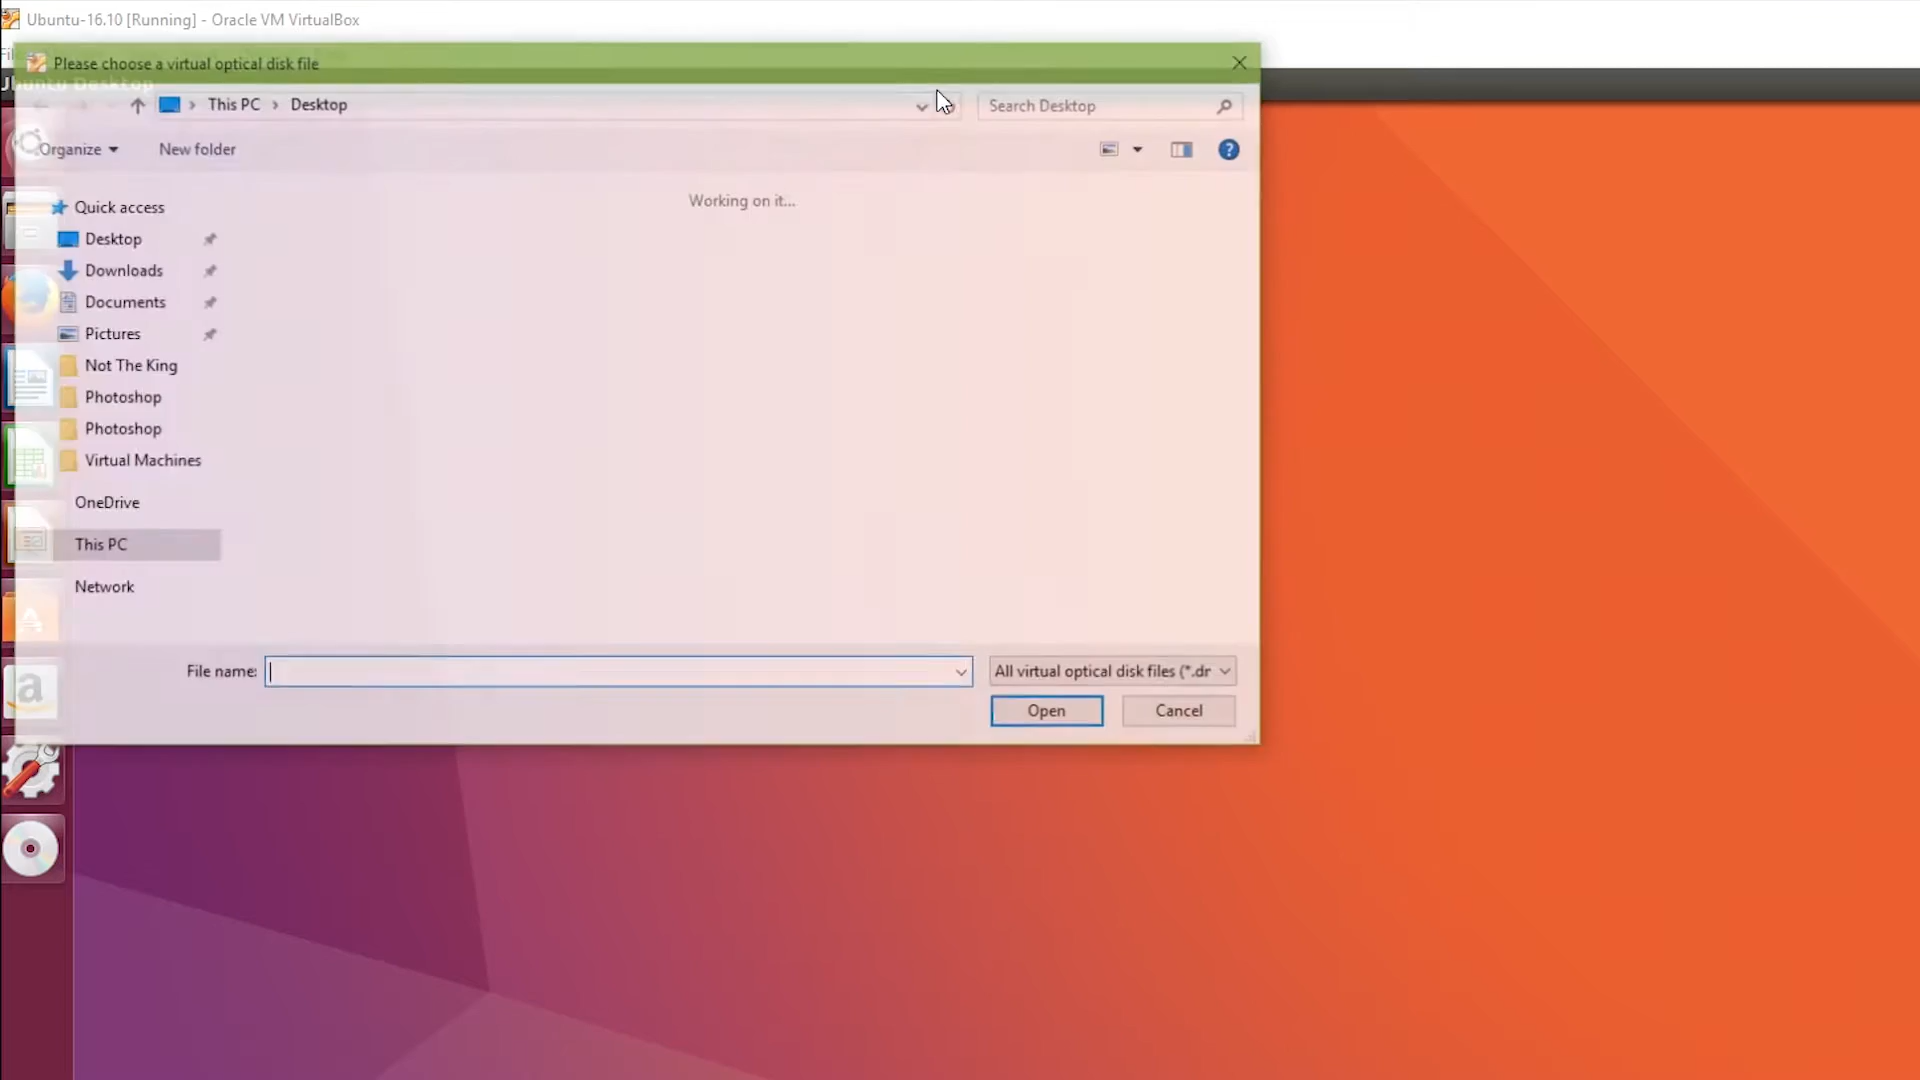 Ubuntu-16.10 [Running] - Oracle VM VirtualBox
Please choose a virtual optical disk file
Ubuntu Desktop
This PC > Desktop
Search Desktop
Organize
New folder
Working on it...
Quick access
Desktop
Downloads
Documents
Pictures
Not The King
Photoshop
Photoshop
Virtual Machines
OneDrive
This PC
Network
File name:
All virtual optical disk files (*.dr
Open
Cancel